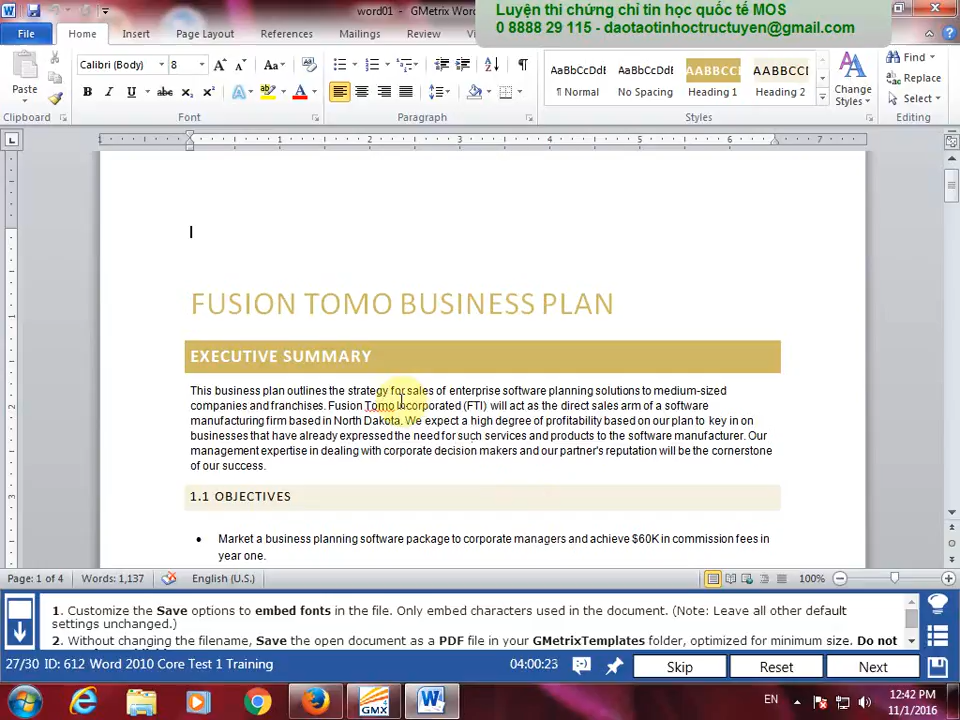 word01 - GMetrix Word
Luyện thi chứng chỉ tin học quốc tế MOS
0 8888 29 115 - daotaotinhoctructuyen@gmail.com
File Home Insert Page Layout References Mailings Review
Calibri (Body) 8
Paste
Clipboard Font Paragraph Styles Editing
AaBbCcDdE AaBbCcDdE AABBCC AABBCC
¶ Normal No Spacing Heading 1 Heading 2
Change Styles
Find
Replace
Select
FUSION TOMO BUSINESS PLAN
EXECUTIVE SUMMARY
This business plan outlines the strategy for sales of enterprise software planning solutions to medium-sized
companies and franchises. Fusion Tomo Incorporated (FTI) will act as the direct sales arm of a software
manufacturing firm based in North Dakota. We expect a high degree of profitability based on our plan to key in on
businesses that have already expressed the need for such services and products to the software manufacturer. Our
management expertise in dealing with corporate decision makers and our partner's reputation will be the cornerstone
of our success.
1.1 OBJECTIVES
• Market a business planning software package to corporate managers and achieve $60K in commission fees in
year one.
Page: 1 of 4 Words: 1,137 English (U.S.) 100%
1. Customize the Save options to embed fonts in the file. Only embed characters used in the document. (Note: Leave all other default
settings unchanged.)
2. Without changing the filename, Save the open document as a PDF file in your GMetrixTemplates folder, optimized for minimum size. Do not
27/30 ID: 612 Word 2010 Core Test 1 Training 04:00:23 Skip Reset Next
GMX
EN
12:42 PM
11/1/2016